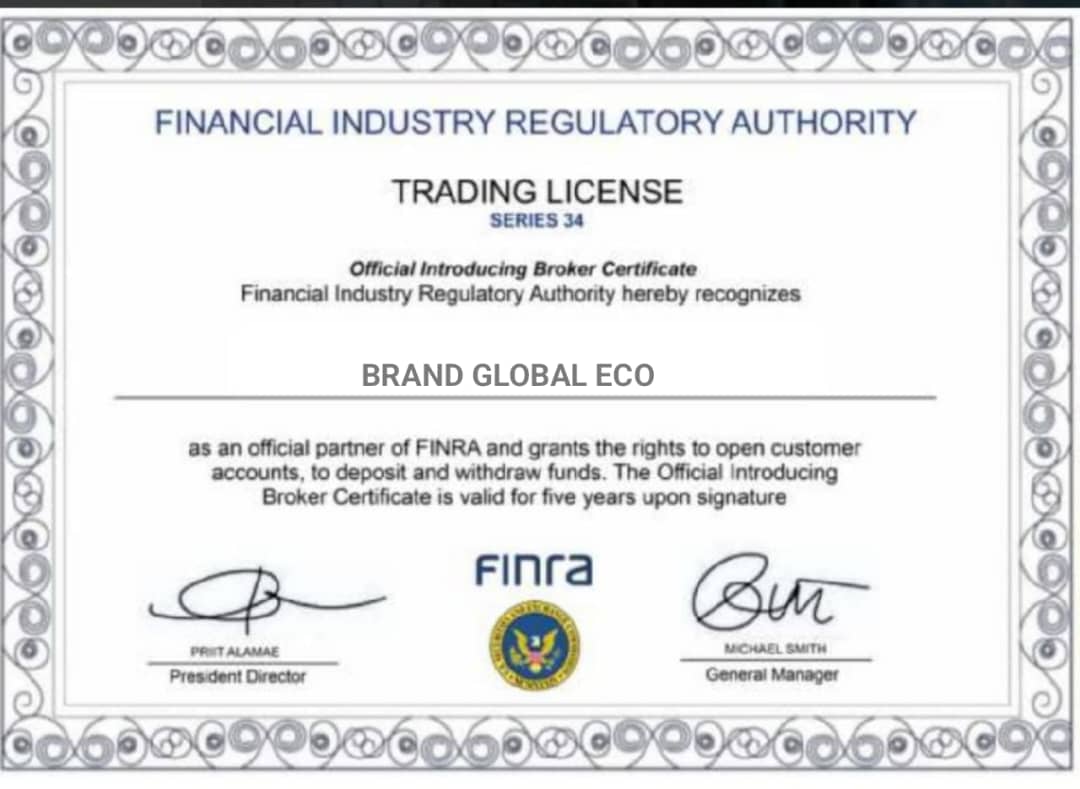 FINANCIAL INDUSTRY REGULATORY AUTHORITY
TRADING LICENSE
SERIES 34
Official Introducing Broker Certificate
Financial Industry Regulatory Authority hereby recognizes
BRAND GLOBAL ECO
as an official partner of FINRA and grants the rights to open customer
accounts, to deposit and withdraw funds. The Official Introducing
Broker Certificate is valid for five years upon signature
Finra
PRIIT ALAMAE
President Director
MICHAEL SMITH
General Manager